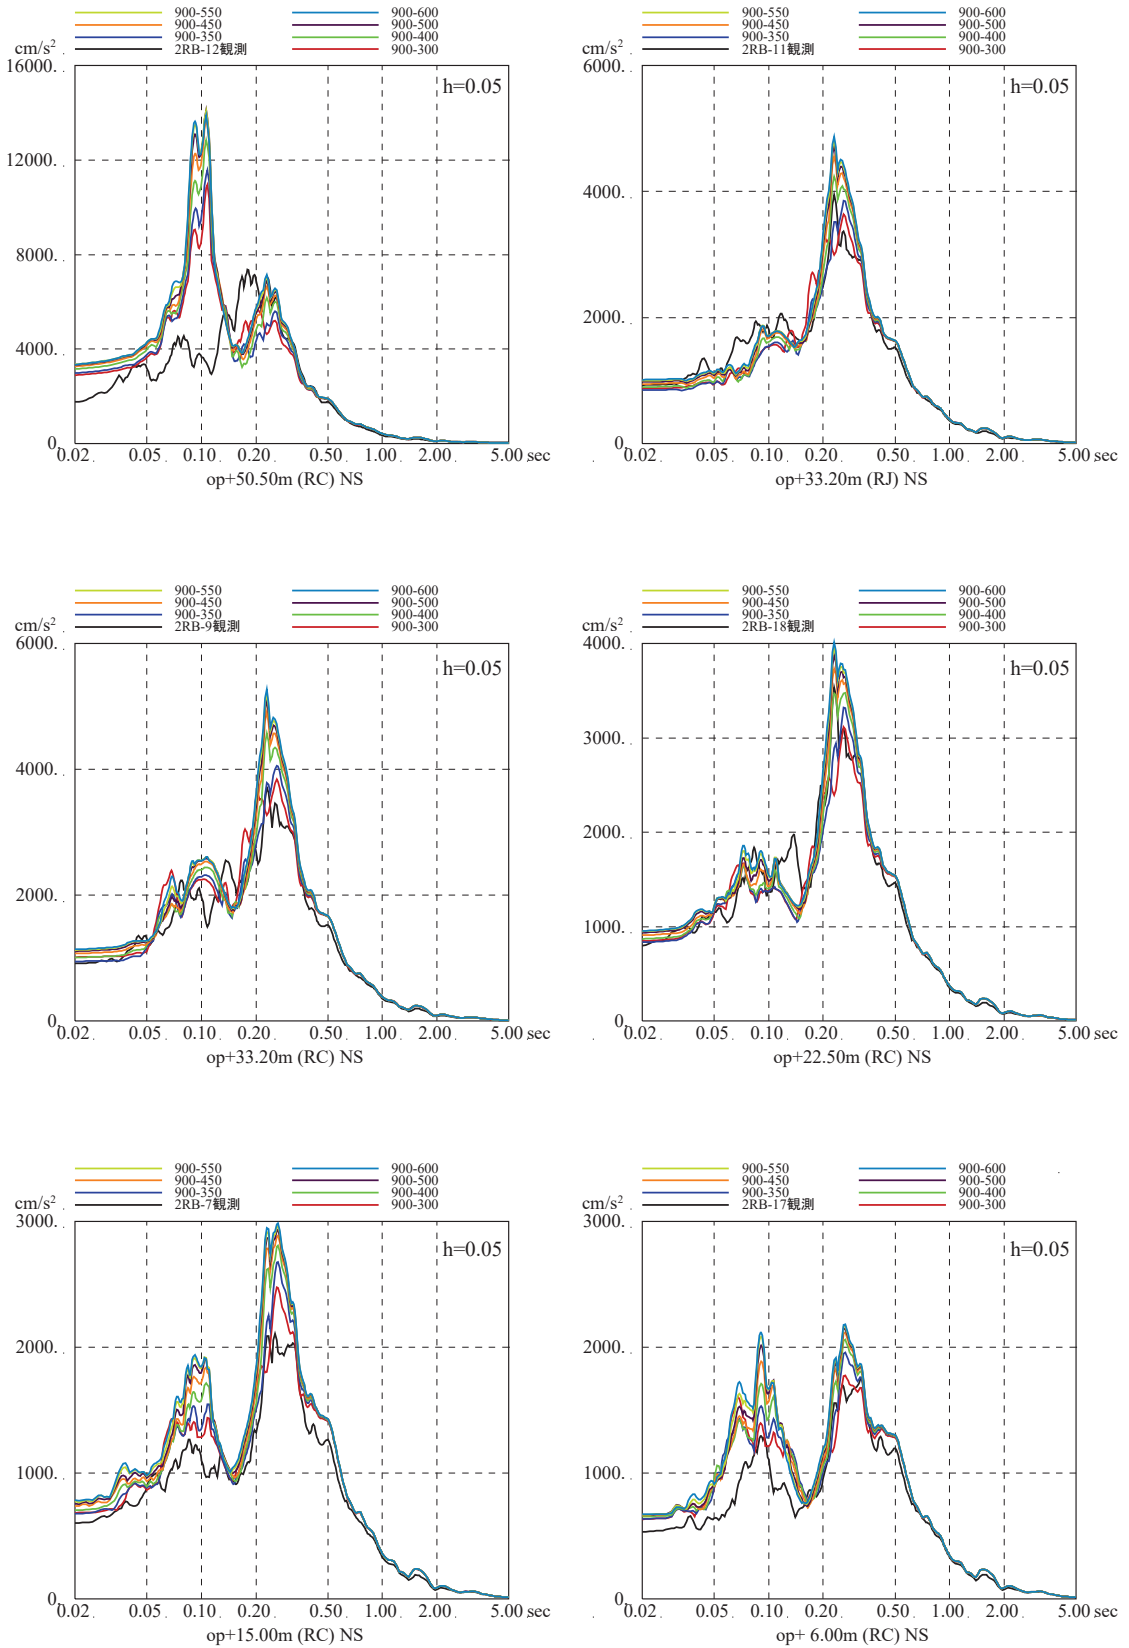 900-550 900-600
900-450 900-500
900-350 900-400
2RB-12観測 900-300
cm/s²
h=0.05
16000.
12000.
8000.
4000.
0.
0.02 0.05 0.10 0.20 0.50 1.00 2.00 5.00 sec
op+50.50m (RC) NS
900-550 900-600
900-450 900-500
900-350 900-400
2RB-11観測 900-300
cm/s²
h=0.05
6000.
4000.
2000.
0.
0.02 0.05 0.10 0.20 0.50 1.00 2.00 5.00 sec
op+33.20m (RJ) NS
900-550 900-600
900-450 900-500
900-350 900-400
2RB-9観測 900-300
cm/s²
h=0.05
6000.
4000.
2000.
0.
0.02 0.05 0.10 0.20 0.50 1.00 2.00 5.00 sec
op+33.20m (RC) NS
900-550 900-600
900-450 900-500
900-350 900-400
2RB-18観測 900-300
cm/s²
h=0.05
4000.
3000.
2000.
1000.
0.
0.02 0.05 0.10 0.20 0.50 1.00 2.00 5.00 sec
op+22.50m (RC) NS
900-550 900-600
900-450 900-500
900-350 900-400
2RB-7観測 900-300
cm/s²
h=0.05
3000.
2000.
1000.
0.
0.02 0.05 0.10 0.20 0.50 1.00 2.00 5.00 sec
op+15.00m (RC) NS
900-550 900-600
900-450 900-500
900-350 900-400
2RB-17観測 900-300
cm/s²
h=0.05
3000.
2000.
1000.
0.
0.02 0.05 0.10 0.20 0.50 1.00 2.00 5.00 sec
op+ 6.00m (RC) NS